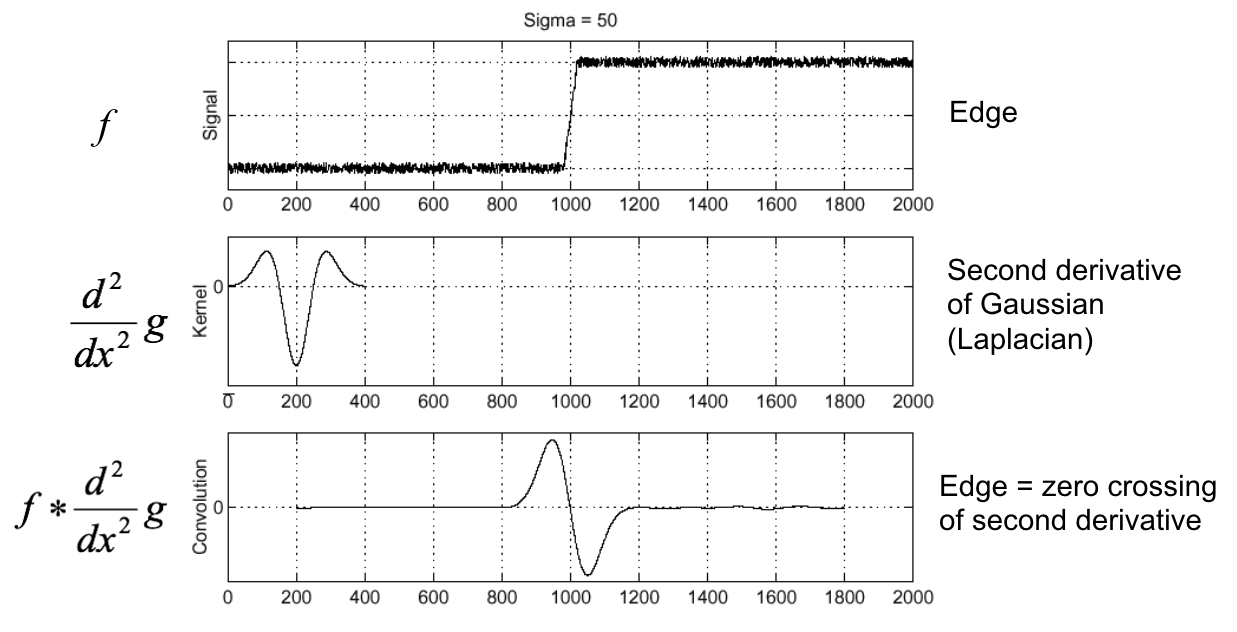 Sigma = 50
f
Signal
Edge
0 200 400 600 800 1000 1200 1400 1600 1800 2000
d²/dx² g
Kernel
0
Second derivative
of Gaussian
(Laplacian)
0 200 400 600 800 1000 1200 1400 1600 1800 2000
f * d²/dx² g
Convolution
0
Edge = zero crossing
of second derivative
0 200 400 600 800 1000 1200 1400 1600 1800 2000